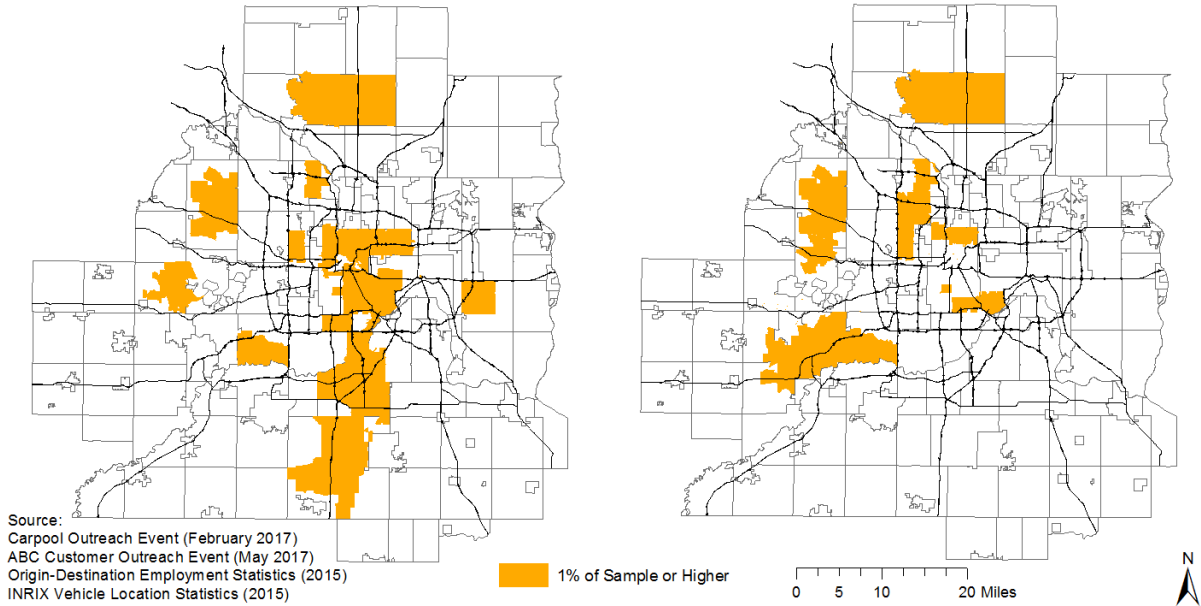 Source:
Carpool Outreach Event (February 2017)
ABC Customer Outreach Event (May 2017)
Origin-Destination Employment Statistics (2015)
INRIX Vehicle Location Statistics (2015)
1% of Sample or Higher
0 5 10 20 Miles
N